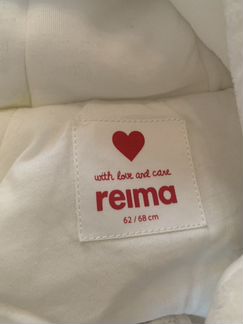 with love and care
reima
62 / 68 cm